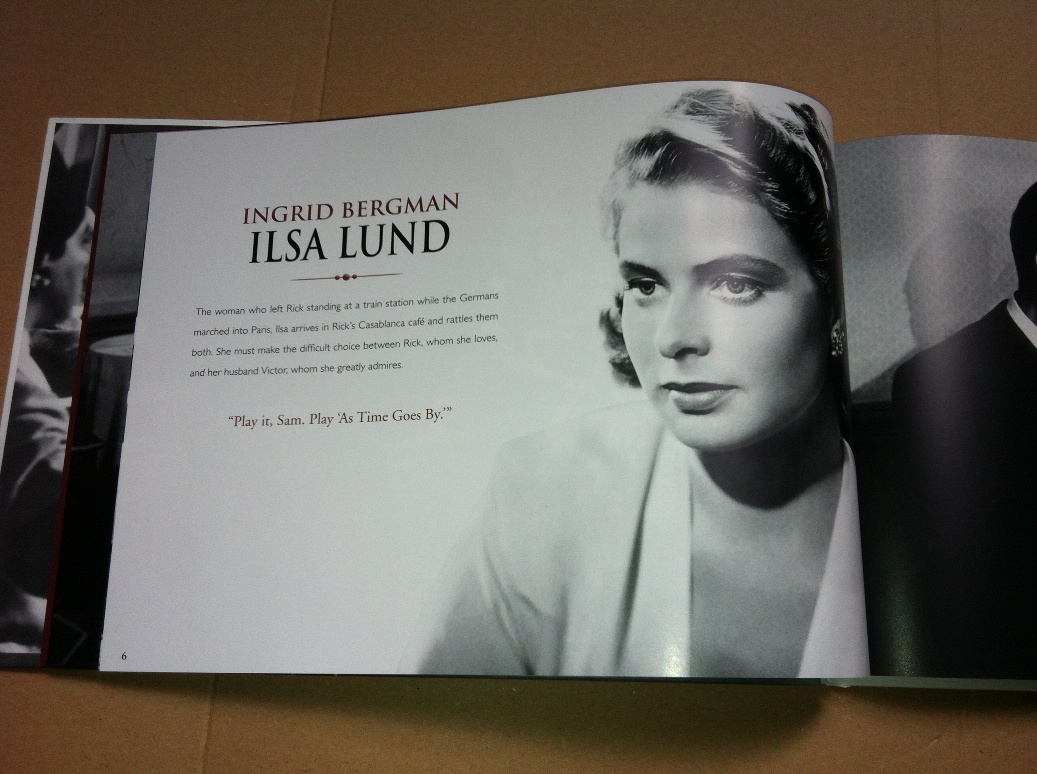 INGRID BERGMAN
ILSA LUND
The woman who left Rick standing at a train station while the Germans
marched into Paris, Ilsa arrives in Rick's Casablanca café and rattles them
both. She must make the difficult choice between Rick, whom she loves,
and her husband Victor, whom she greatly admires.
“Play it, Sam. Play ‘As Time Goes By.’”
6